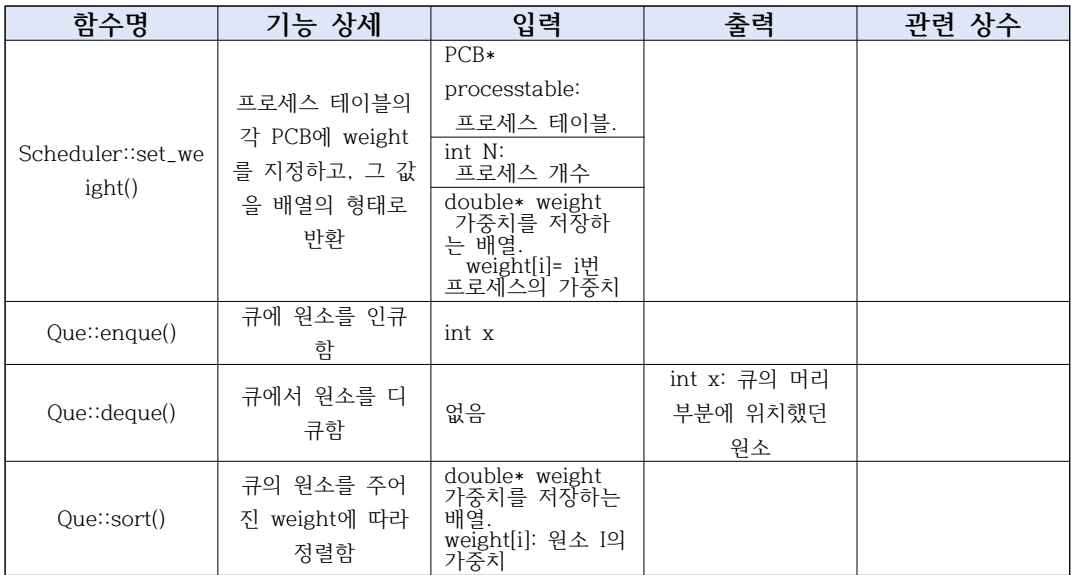 함수명 기능 상세 입력 출력 관련 상수
Scheduler::set_we
ight()
프로세스 테이블의
각 PCB에 weight
를 지정하고, 그 값
을 배열의 형태로
반환
PCB*
processtable:
프로세스 테이블.
int N:
프로세스 개수
double* weight
가중치를 저장하
는 배열.
weight[i]= i번
프로세스의 가중치
Que::enque()
큐에 원소를 인큐
함
int x
Que::deque()
큐에서 원소를 디
큐함
없음
int x: 큐의 머리
부분에 위치했던
원소
Que::sort()
큐의 원소를 주어
진 weight에 따라
정렬함
double* weight
가중치를 저장하는
배열.
weight[i]: 원소 I의
가중치